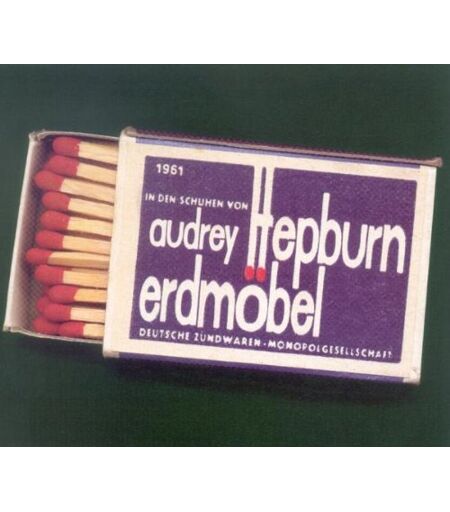 1961
IN DEN SCHUHEN VON
audrey Hepburn
erdmöbel
DEUTSCHE ZÜNDWAREN-MONOPOLGESELLSCHAFT